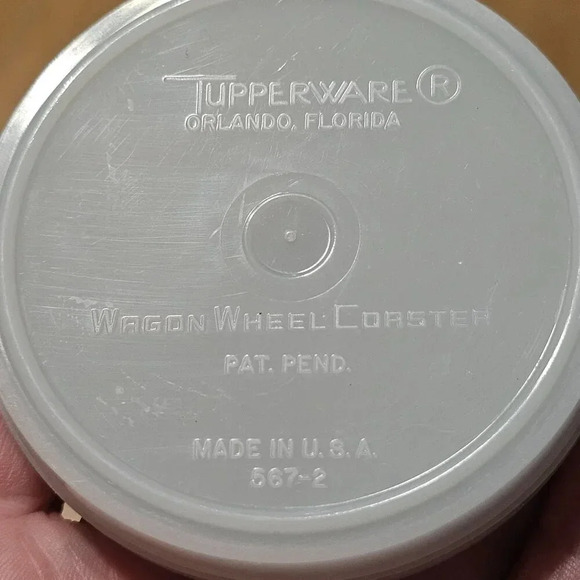 TUPPERWARE ®
ORLANDO, FLORIDA
WAGON WHEEL COASTER
PAT. PEND.
MADE IN U.S.A.
567-2